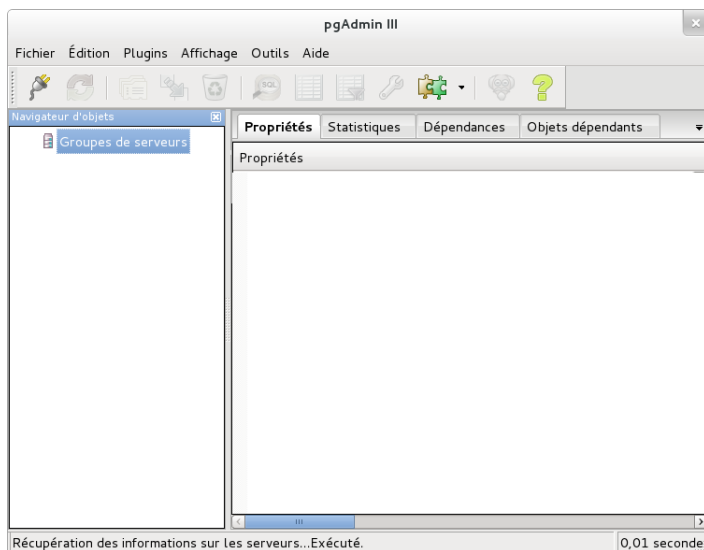 pgAdmin III
Fichier Édition Plugins Affichage Outils Aide
SQL
Navigateur d'objets
Groupes de serveurs
Propriétés Statistiques Dépendances Objets dépendants
Propriétés
Récupération des informations sur les serveurs...Exécuté.
0,01 seconde